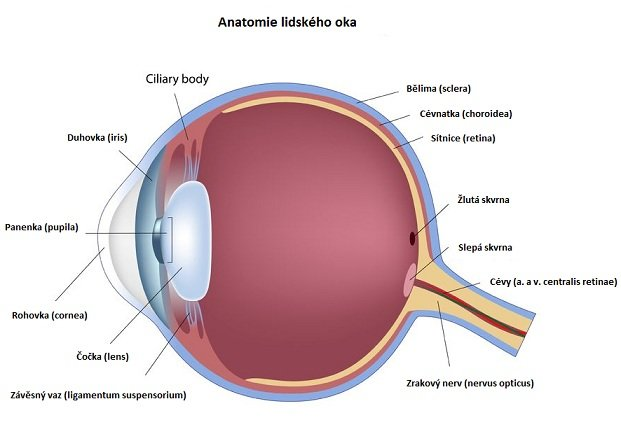 Anatomie lidského oka
Ciliary body
Bělima (sclera)
Cévnatka (choroidea)
Duhovka (iris)
Sítnice (retina)
Žlutá skvrna
Panenka (pupila)
Slepá skvrna
Cévy (a. a v. centralis retinae)
Rohovka (cornea)
Čočka (lens)
Zrakový nerv (nervus opticus)
Závěsný vaz (ligamentum suspensorium)